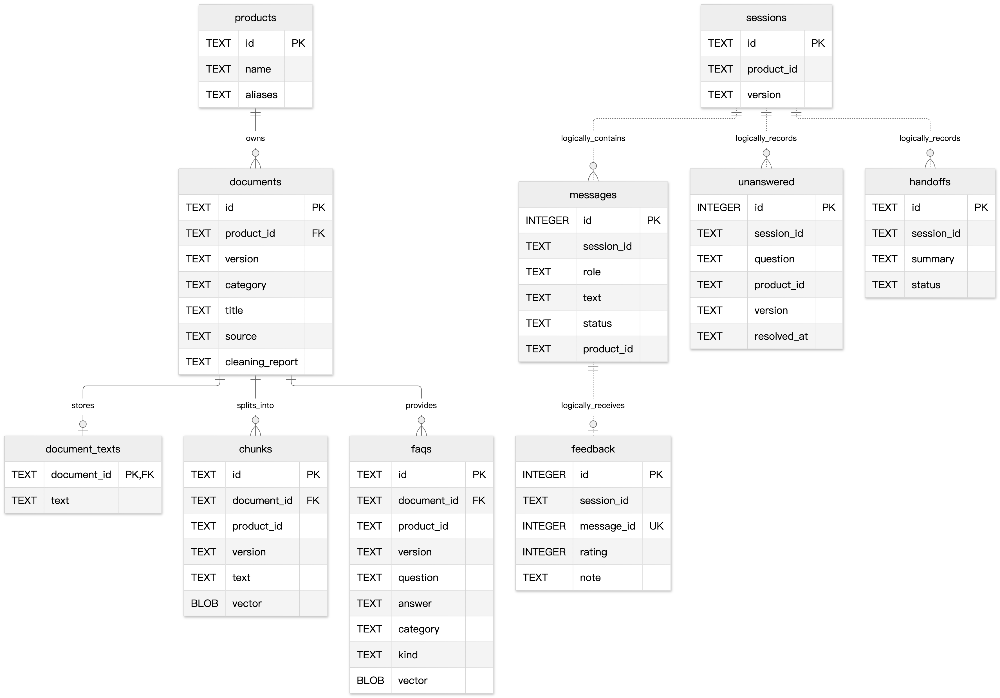 products
TEXT id PK
TEXT name
TEXT aliases
owns
documents
TEXT id PK
TEXT product_id FK
TEXT version
TEXT category
TEXT title
TEXT source
TEXT cleaning_report
stores
splits_into
provides
document_texts
TEXT document_id PK,FK
TEXT text
chunks
TEXT id PK
TEXT document_id FK
TEXT product_id
TEXT version
TEXT text
BLOB vector
faqs
TEXT id PK
TEXT document_id FK
TEXT product_id
TEXT version
TEXT question
TEXT answer
TEXT category
TEXT kind
BLOB vector
sessions
TEXT id PK
TEXT product_id
TEXT version
logically_contains
logically_records
logically_records
messages
INTEGER id PK
TEXT session_id
TEXT role
TEXT text
TEXT status
TEXT product_id
unanswered
INTEGER id PK
TEXT session_id
TEXT question
TEXT product_id
TEXT version
TEXT resolved_at
handoffs
TEXT id PK
TEXT session_id
TEXT summary
TEXT status
logically_receives
feedback
INTEGER id PK
TEXT session_id
INTEGER message_id UK
INTEGER rating
TEXT note